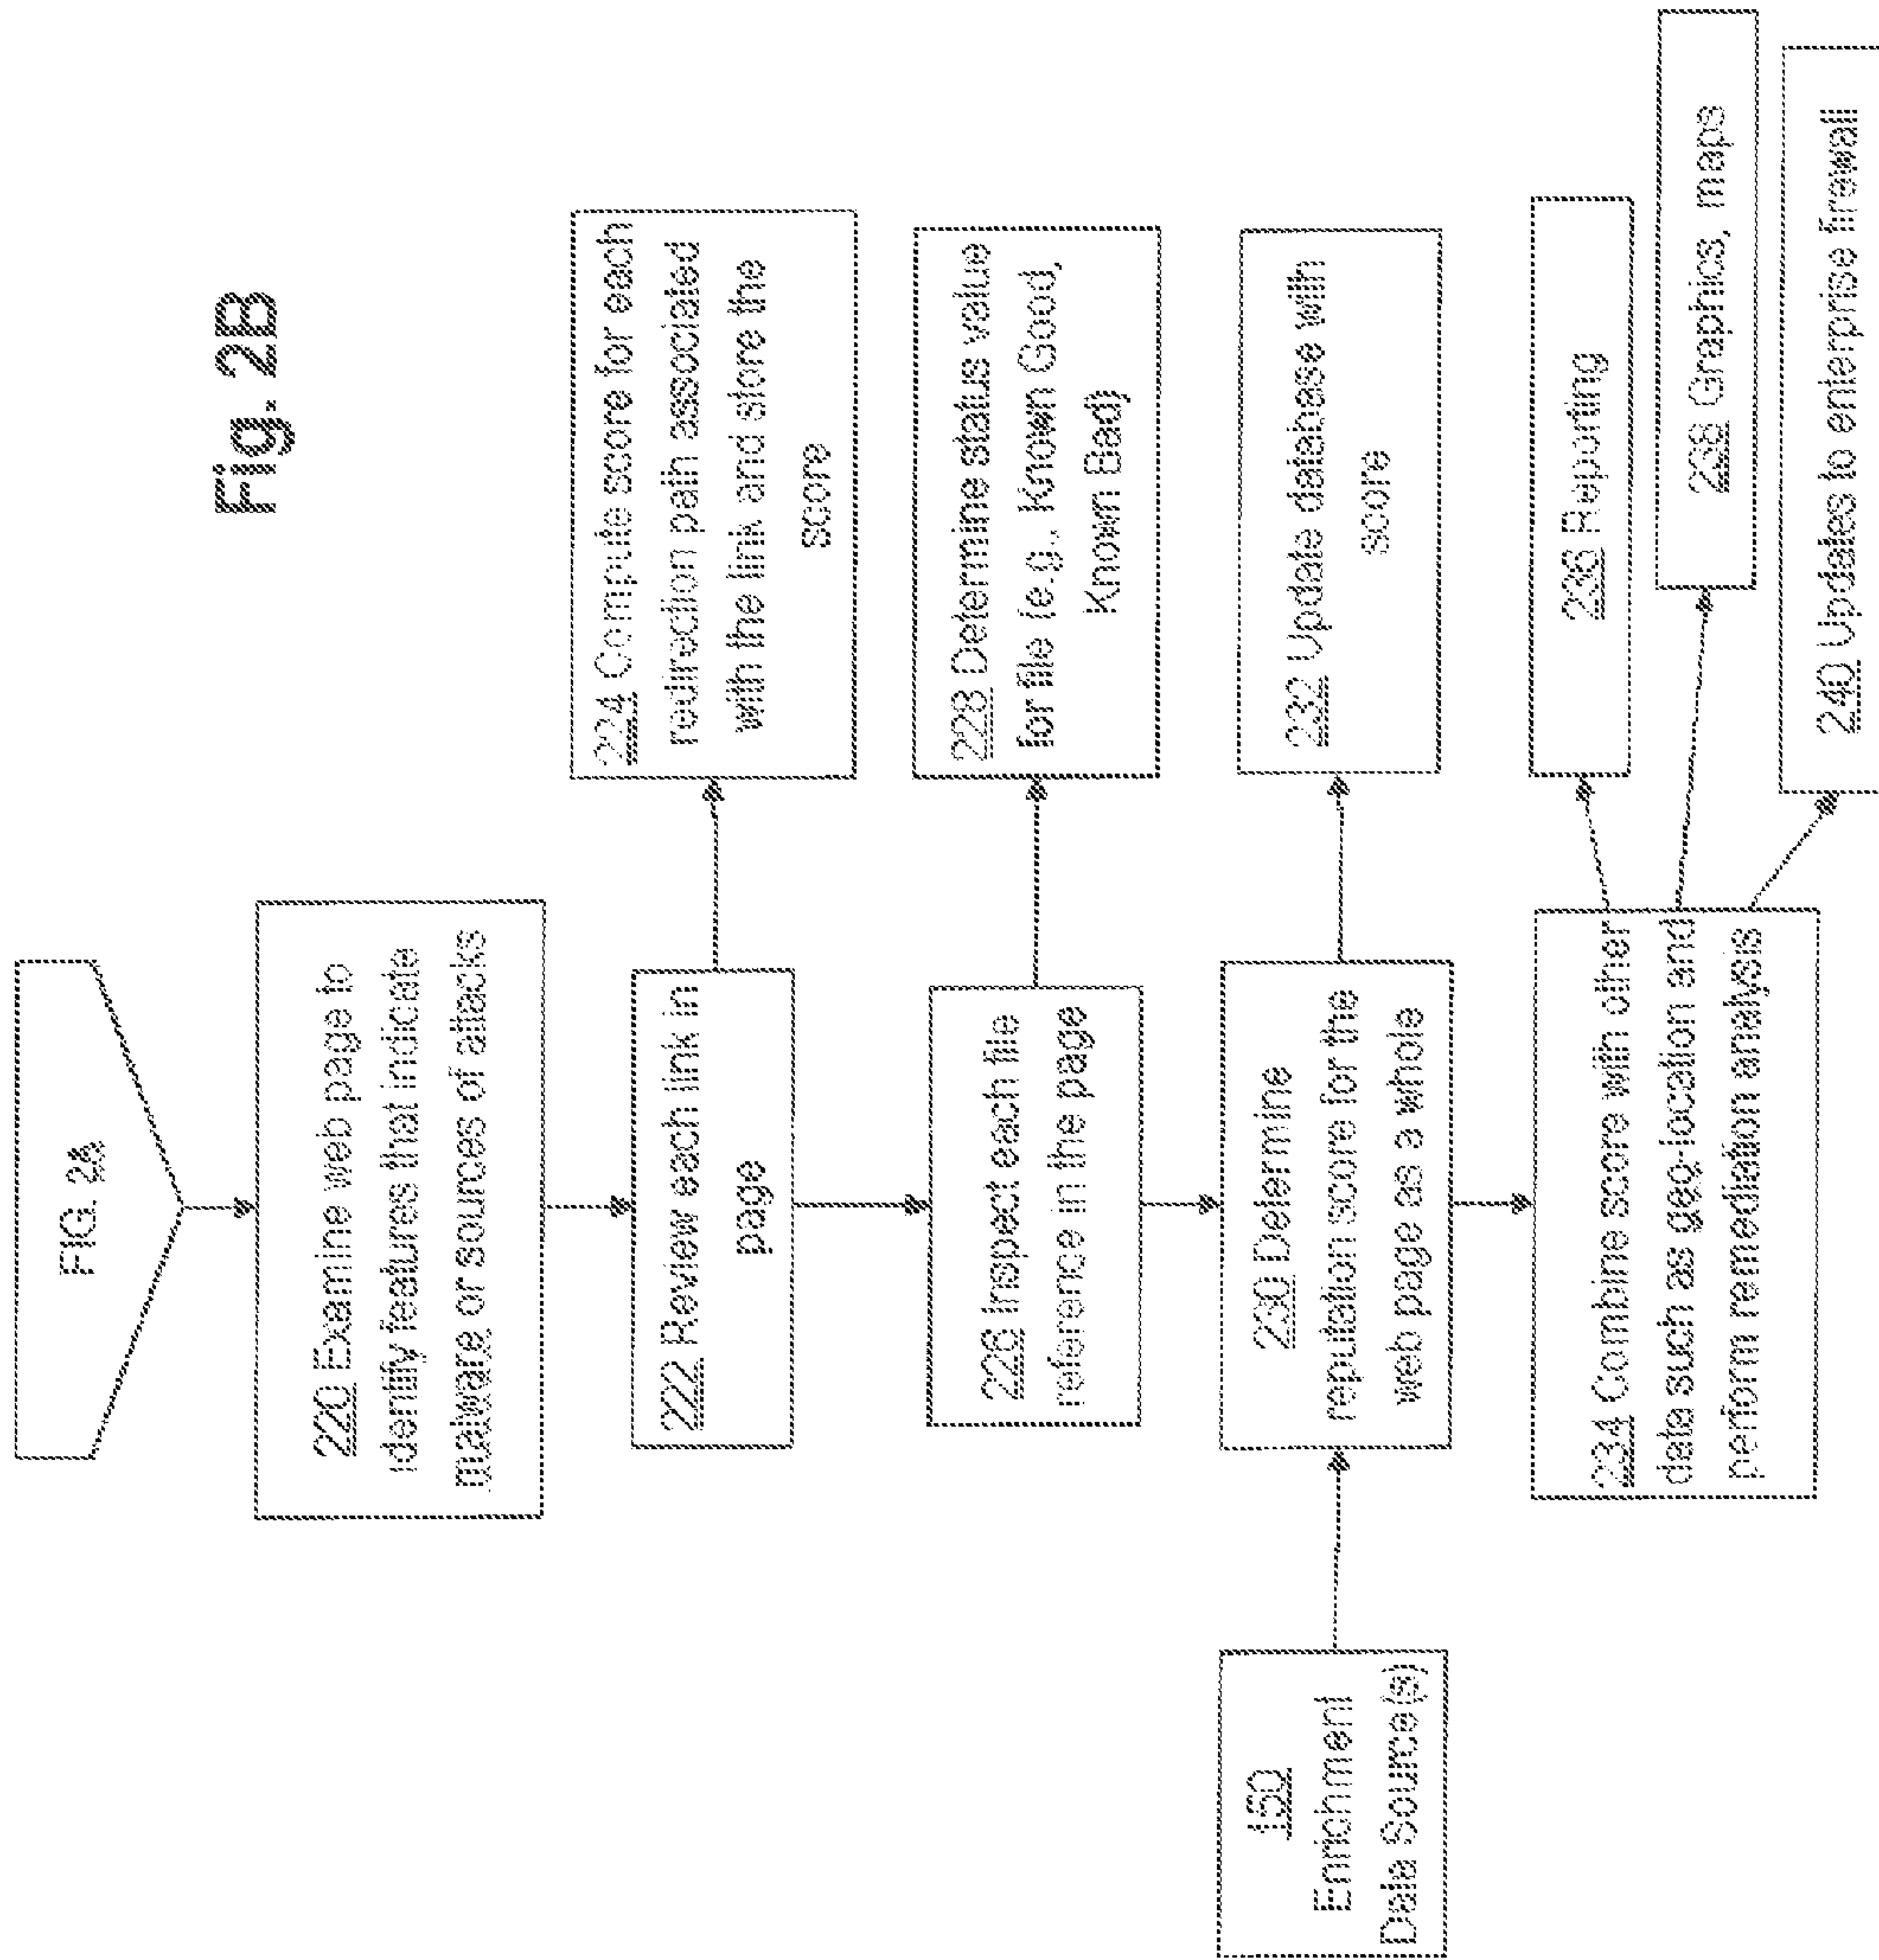 Fig. 2B
FIG. 2A
220 Examine web page to
identify features that indicate
malware or sources of attacks
222 Review each link in
page
224 Compute score for each
redirection path associated
with the link and store the
score
226 Inspect each file
reference in the page
228 Determine status value
for file (e.g., Known Good,
Known Bad)
150
Enrichment
Data Source(s)
230 Determine
reputation score for the
web page as a whole
232 Update database with
score
234 Combine score with other
data such as geo-location and
perform remediation analysis
236 Reporting
238 Graphics, maps
240 Updates to enterprise firewall